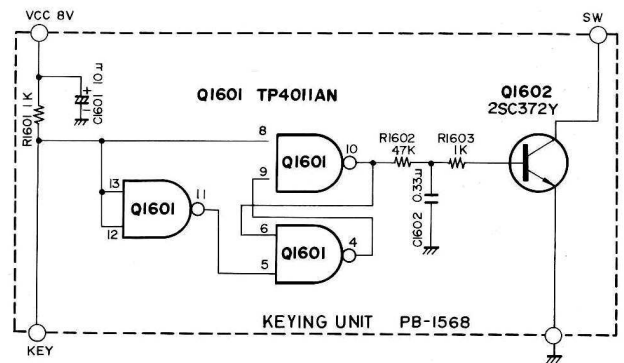 VCC 8V
SW
Q1601 TP4011AN
Q1602
2SC372Y
R1601 1K
C1601 10µ
+
8
10
Q1601
9
R1602
47K
R1603
1K
13
11
Q1601
12
0.33µ
C1602
6
4
Q1601
5
KEYING UNIT PB-1568
KEY